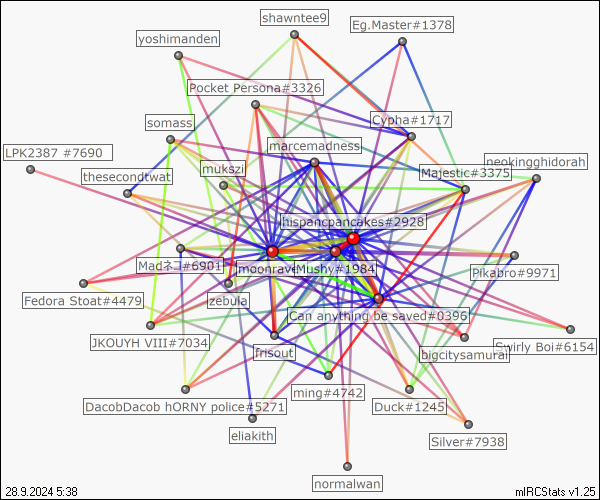 shawntee9
Eg.Master#1378
yoshimanden
Pocket Persona#3326
somass
Cypha#1717
LPK2387 #7690
marcemadness
neokingghidorah
thesecondtwat
mukszi
Majestic#3375
hispancpancakes#2928
Madネコ#6901
moonrave
Mushy#1984
Pikabro#9971
Fedora Stoat#4479
zebula
Can anything be saved#0396
JKOUYH VIII#7034
frisout
bigcitysamurai
Swirly Boi#6154
ming#4742
DacobDacob hORNY police#5271
Duck#1245
eliakith
Silver#7938
normalwan
28.9.2024 5:38
mIRCStats v1.25